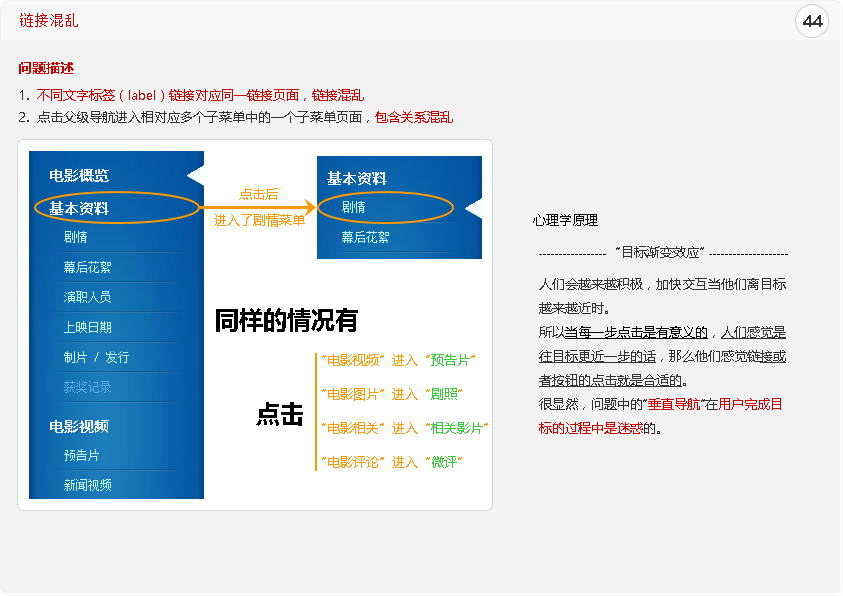 链接混乱
44
问题描述
1. 不同文字标签（label）链接对应同一链接页面，链接混乱
2. 点击父级导航进入相对应多个子菜单中的一个子菜单页面，包含关系混乱
电影概览
基本资料
剧情
幕后花絮
演职人员
上映日期
制片 / 发行
获奖记录
电影视频
预告片
新闻视频
点击后
进入了剧情菜单
基本资料
剧情
幕后花絮
同样的情况有
点击
“电影视频” 进入 “预告片”
“电影图片” 进入 “剧照”
“电影相关” 进入 “相关影片”
“电影评论” 进入 “微评”
心理学原理
----------------- “目标渐变效应” --------------------
人们会越来越积极，加快交互当他们离目标
越来越近时。
所以当每一步点击是有意义的，人们感觉是
往目标更近一步的话，那么他们感觉链接或
者按钮的点击就是合适的。
很显然，问题中的“垂直导航”在用户完成目
标的过程中是迷惑的。